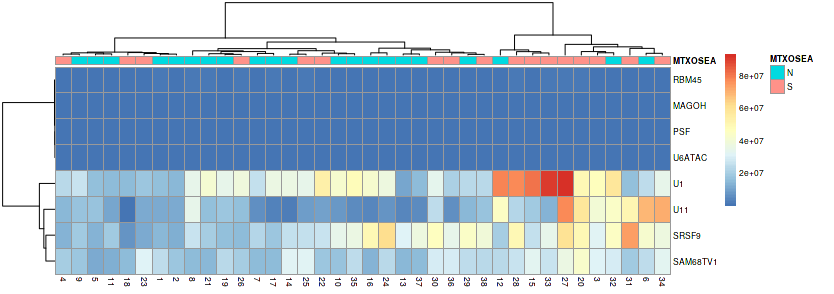 MTXOSEA
RBM45
MAGOH
PSF
U6ATAC
U1
U11
SRSF9
SAM68TV1
4 9 5 11 18 23 1 2 8 21 19 26 7 17 14 25 22 10 35 16 24 13 37 30 36 29 38 12 28 15 33 27 20 3 32 31 6 34
8e+07
6e+07
4e+07
2e+07
MTXOSEA
N
S